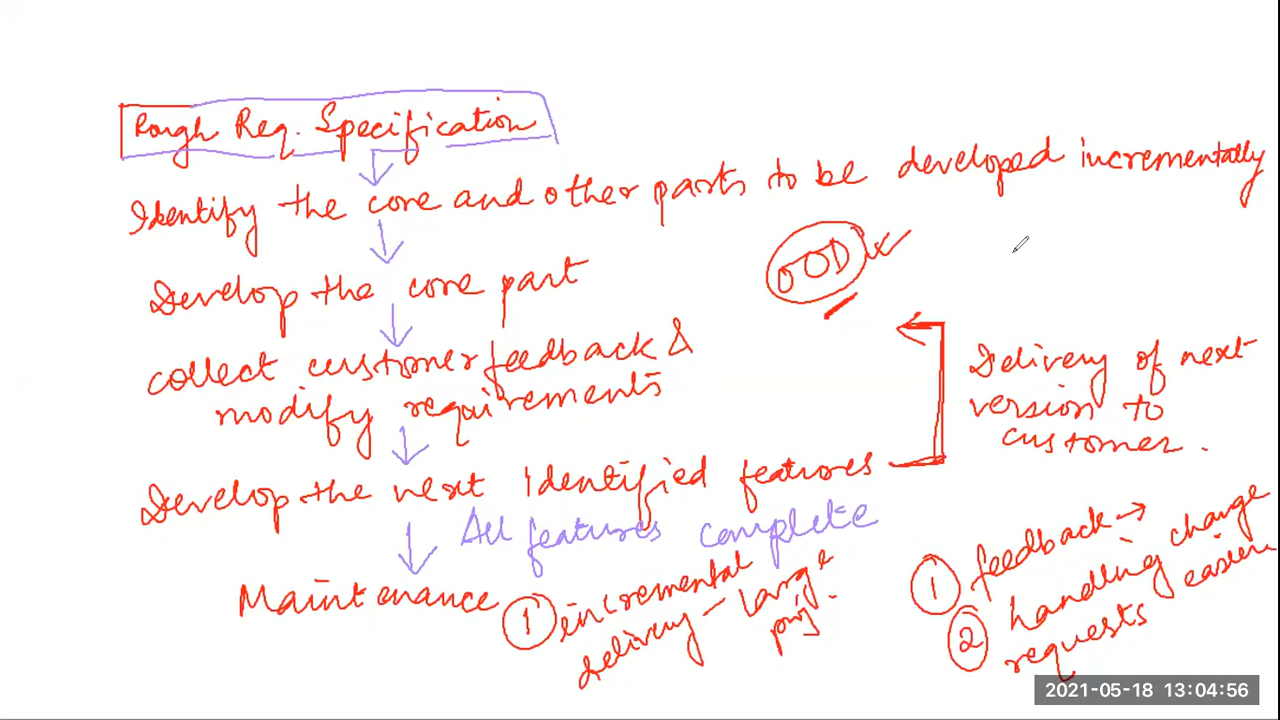 Rough Req. Specification
Identify the core and other parts to be developed incrementally
OOD
Develop the core part
collect customer feedback &
modify requirements
Develop the next identified features
Delivery of next
version to
customer.
All features complete
Maintenance
① incremental
delivery – Large
proj.
① feedback →
② handling change
requests easier
2021-05-18 13:04:56